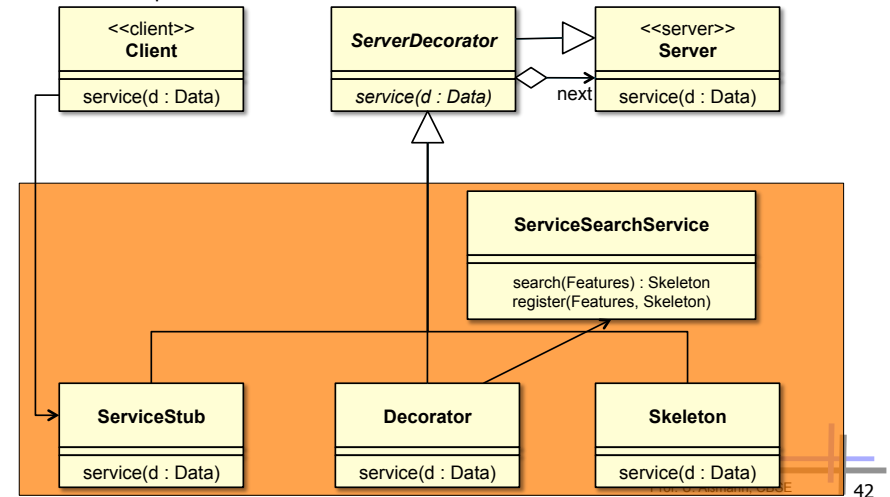 <<client>>
Client
service(d : Data)
ServerDecorator
service(d : Data)
<<server>>
Server
service(d : Data)
next
ServiceSearchService
search(Features) : Skeleton
register(Features, Skeleton)
ServiceStub
service(d : Data)
Decorator
service(d : Data)
Skeleton
service(d : Data)
42